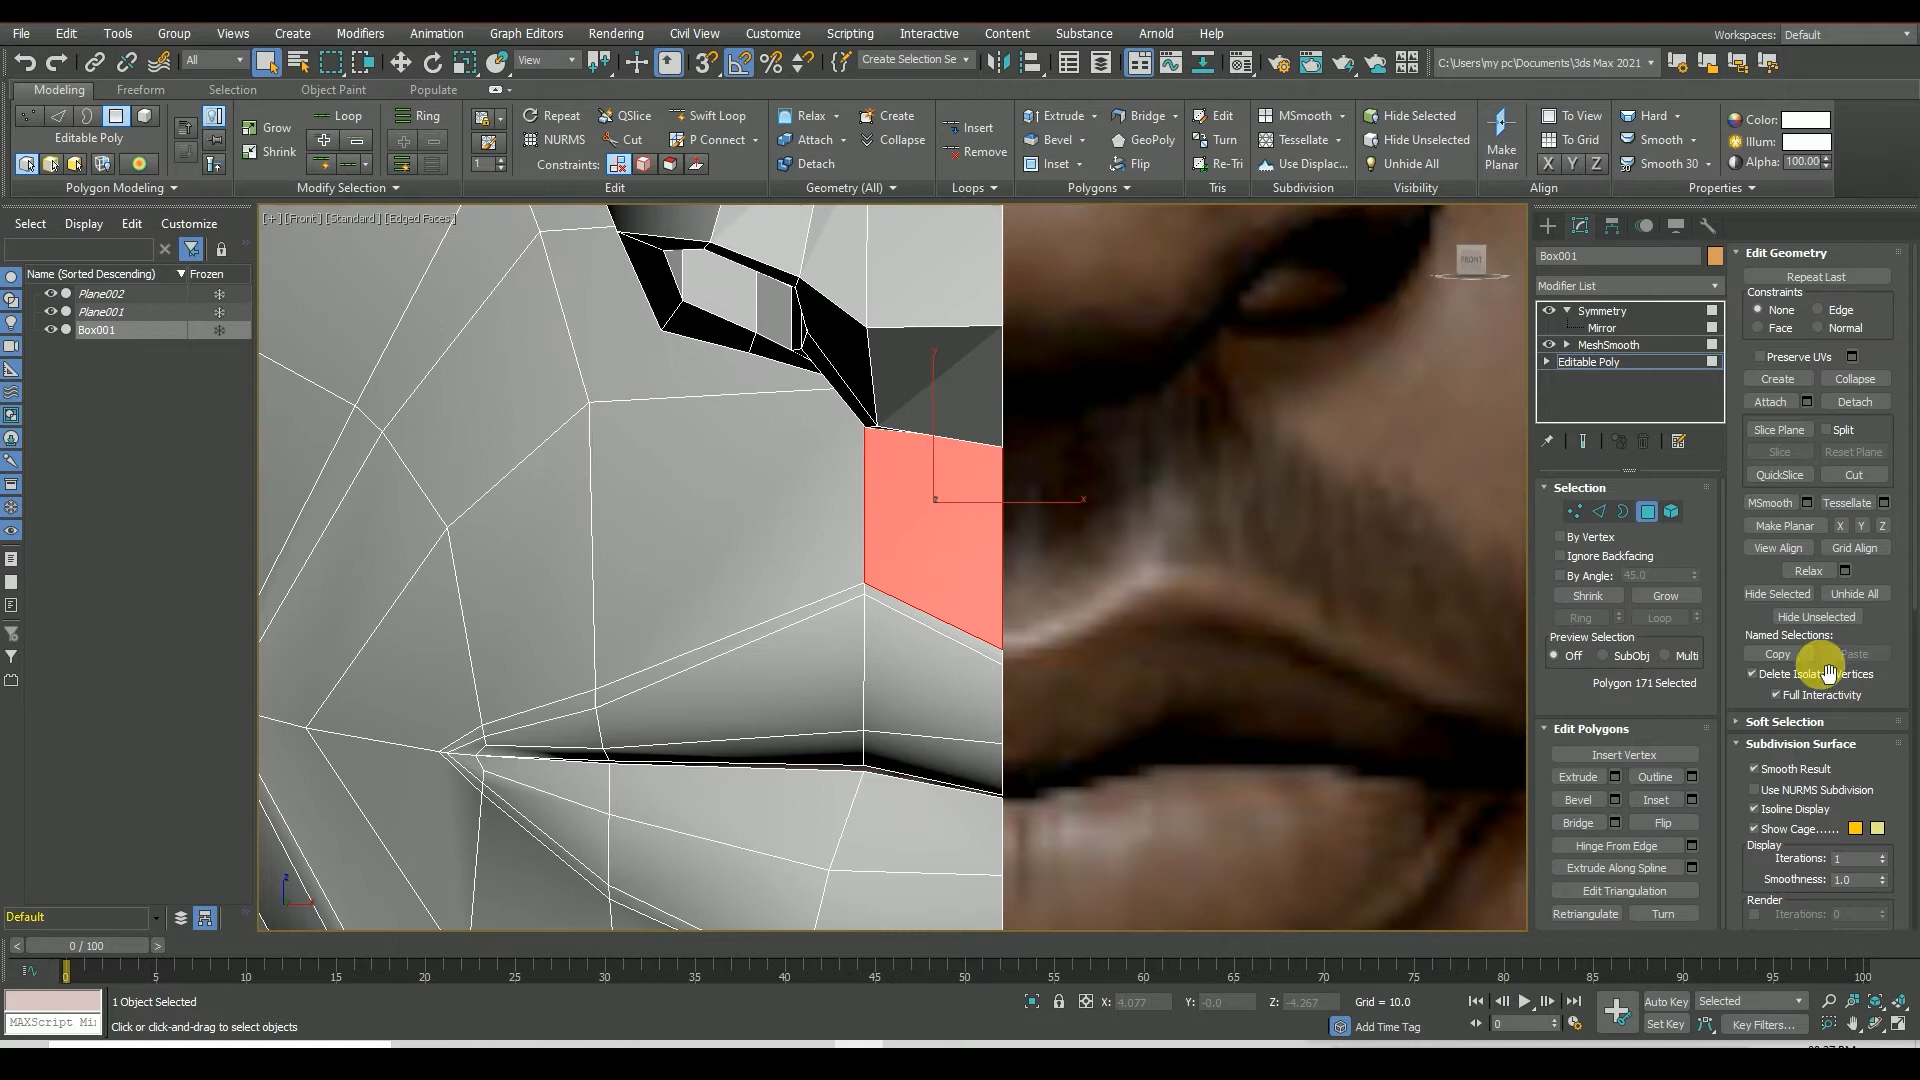 File Edit Tools Group Views Create Modifiers Animation Graph Editors Rendering Civil View Customize Scripting Interactive Content Substance Arnold Help
Workspaces: Default
All View Create Selection Se C:\Users\my pc\Documents\3ds Max 2021
Modeling Freeform Selection Object Paint Populate
Loop Ring Repeat QSlice Swift Loop Relax Create Extrude Bridge Edit MSmooth Hide Selected To View Hard Color:
Editable Poly Grow NURMS Cut P Connect Attach Collapse Insert Bevel GeoPoly Turn Tessellate Hide Unselected Make Planar To Grid Smooth Illum:
Shrink 1 Constraints: Detach Remove Inset Flip Re-Tri Use Displac... Unhide All X Y Z Smooth 30 Alpha: 100.00
Polygon Modeling Modify Selection Edit Geometry (All) Loops Polygons Tris Subdivision Visibility Align Properties
Select Display Edit Customize
Name (Sorted Descending) Frozen
Plane002
Plane001
Box001
[+] [Front] [Standard] [Edged Faces]
FRONT
y
x
z
z
Box001
Modifier List
Symmetry
Mirror
MeshSmooth
Editable Poly
Selection
By Vertex
Ignore Backfacing
By Angle: 45.0
Shrink Grow
Ring Loop
Preview Selection
Off SubObj Multi
Polygon 171 Selected
Edit Polygons
Insert Vertex
Extrude Outline
Bevel Inset
Bridge Flip
Hinge From Edge
Extrude Along Spline
Edit Triangulation
Retriangulate Turn
Edit Geometry
Repeat Last
Constraints
None Edge
Face Normal
Preserve UVs
Create Collapse
Attach Detach
Slice Plane Split
Slice Reset Plane
QuickSlice Cut
MSmooth Tessellate
Make Planar X Y Z
View Align Grid Align
Relax
Hide Selected Unhide All
Hide Unselected
Named Selections:
Copy Paste
Delete Isolated Vertices
Full Interactivity
Soft Selection
Subdivision Surface
Smooth Result
Use NURMS Subdivision
Isoline Display
Show Cage......
Display
Iterations: 1
Smoothness: 1.0
Render
Iterations: 0
Default
< 0 / 100 >
0 5 10 15 20 25 30 35 40 45 50 55 60 65 70 75 80 85 90 95 100
1 Object Selected X: 4.077 Y: -0.0 Z: -4.267 Grid = 10.0 Auto Key Selected
MAXScript Mi Click or click-and-drag to select objects Add Time Tag 0 Set Key Key Filters...